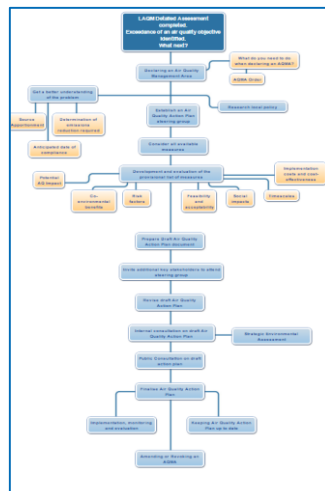 LAQM Detailed Assessment
completed.
Exceedance of an air quality objective
identified.
What next?
What do you need to do
when declaring an AQMA?
Declaring an Air Quality
Management Area
AQMA Order
Get a better understanding
of the problem
Research local policy
Establish an Air
Quality Action Plan
steering group
Source
Apportionment
Determination of
emissions
reduction required
Consider all available
measures
Anticipated date of
compliance
Potential
AQ impact
Development and evaluation of the
provisional list of measures
Implementation
costs and cost-
effectiveness
Co-
environmental
benefits
Risk
factors
Feasibility
and
acceptability
Social
impacts
Timescales
Prepare Draft Air Quality
Action Plan document
Invite additional key stakeholders to attend
steering group
Revise draft Air Quality
Action Plan
Internal consultation on draft Air
Quality Action Plan
Strategic Environmental
Assessment
Public Consultation on draft
action plan
Finalise Air Quality Action
Plan
Implementation, monitoring
and evaluation
Keeping Air Quality Action
Plan up to date
Amending or Revoking an
AQMA